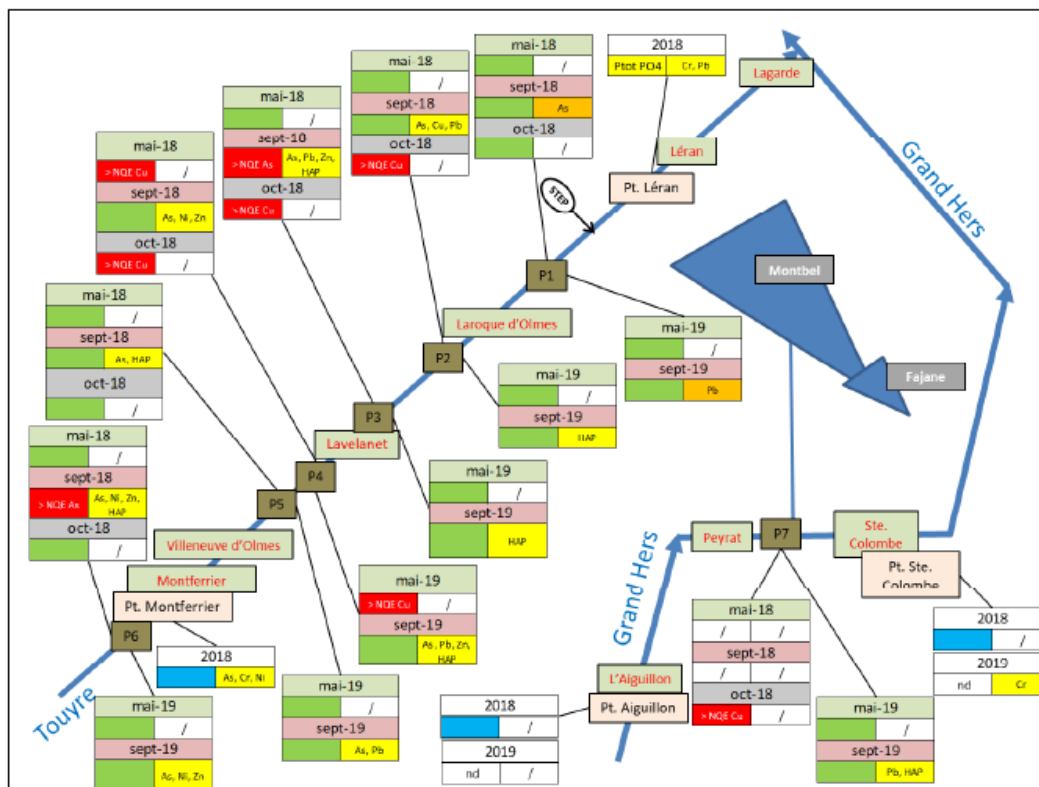 mai-18
/
sept-18
As, Cu, Pb
oct-18
> NQE Cu
/
mai-18
/
sept-18
As
oct-18
/
2018
Ptot PO4
Cr, Pb
Lagarde
mai-18
/
sept-10
> NQE As
As, Pb, Zn,
HAP
oct-18
> NQE Cu
/
mai-18
> NQE Cu
/
sept-18
As, Ni, Zn
oct-18
> NQE Cu
/
Léran
Pt. Léran
STEP
Grand Hers
Montbel
Fajane
P1
Laroque d'Olmes
P2
mai-18
/
sept-18
As, HAP
oct-18
/
mai-19
/
sept-19
Pb
mai-19
/
sept-19
HAP
P3
Lavelanet
P4
P5
mai-18
/
sept-18
> NQE As
As, Ni, Zn,
HAP
oct-18
/
mai-19
/
sept-19
HAP
Villeneuve d'Olmes
Montferrier
Pt. Montferrier
P6
Touyre
2018
As, Cr, Ni
mai-19
> NQE Cu
/
sept-19
As, Pb, Zn,
HAP
Peyrat
P7
Ste.
Colombe
Pt. Ste.
Colombe
Grand Hers
L'Aiguillon
Pt. Aiguillon
mai-18
/
/
sept-18
/
/
oct-18
> NQE Cu
/
2018
/
2019
nd
Cr
mai-19
/
sept-19
As, Ni, Zn
mai-19
/
sept-19
As, Pb
2018
/
2019
nd
/
mai-19
/
sept-19
Pb, HAP